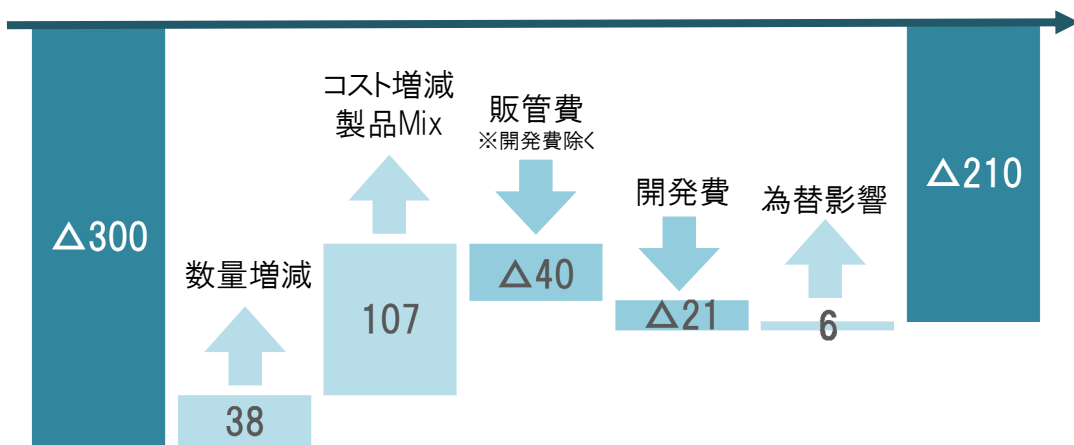 △300
数量増減
38
コスト増減
製品Mix
107
販管費
※開発費除く
△40
開発費
△21
為替影響
6
△210